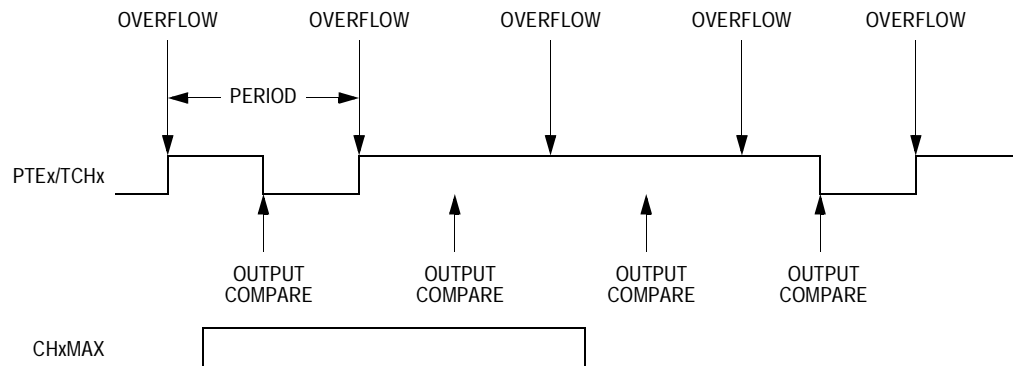 OVERFLOW OVERFLOW OVERFLOW OVERFLOW OVERFLOW
PERIOD
PTEx/TCHx
OUTPUT COMPARE
OUTPUT COMPARE
OUTPUT COMPARE
OUTPUT COMPARE
CHxMAX